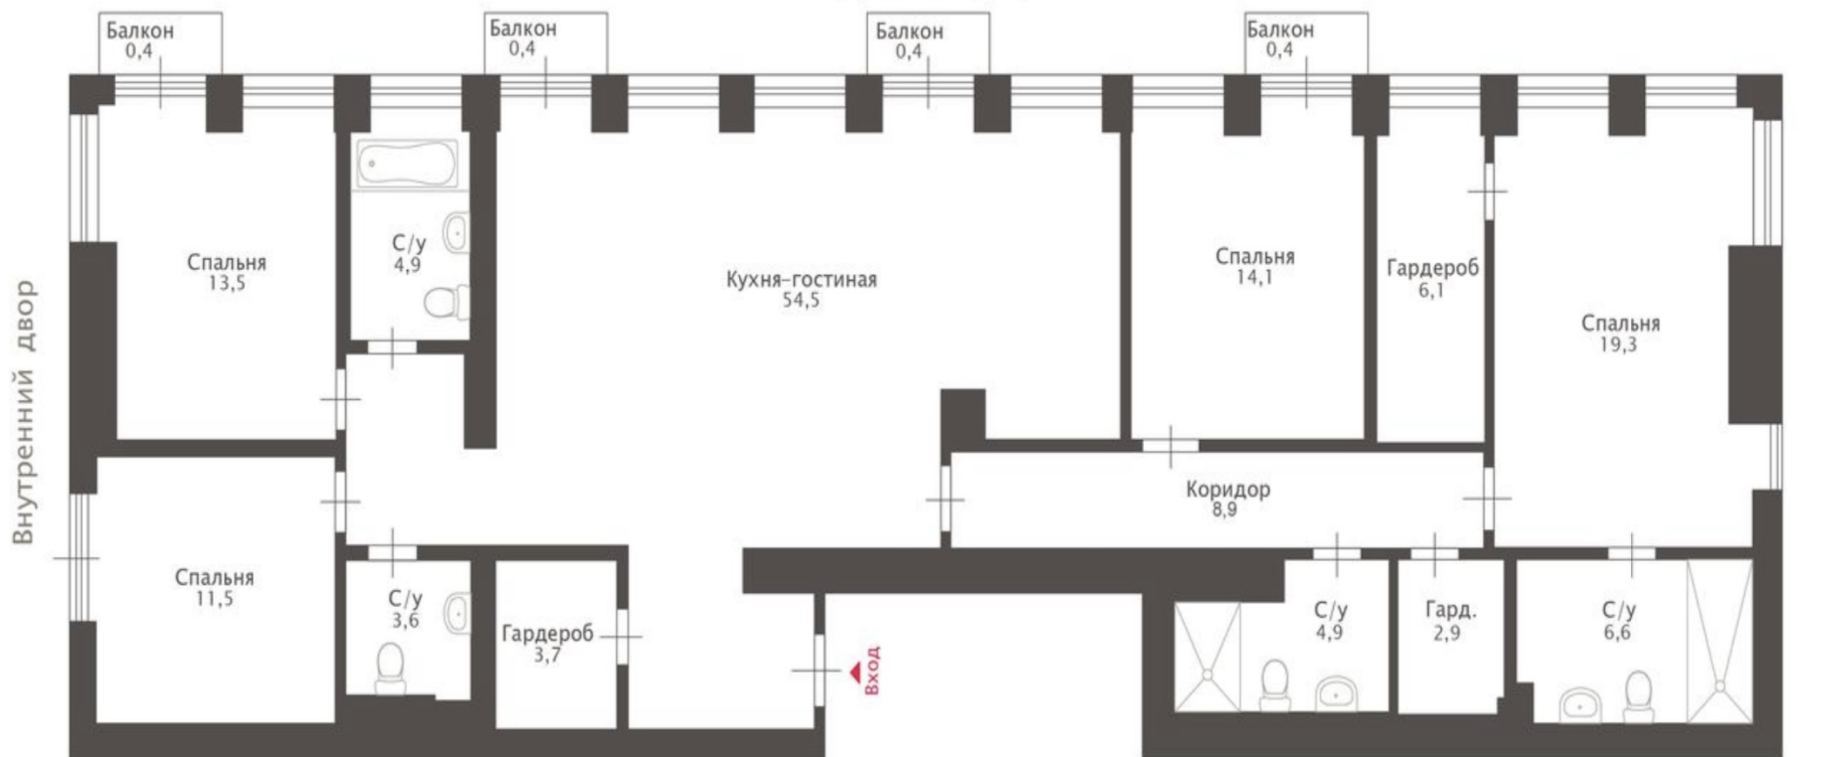 Балкон
0,4
Балкон
0,4
Балкон
0,4
Балкон
0,4
Спальня
13,5
С/у
4,9
Кухня-гостиная
54,5
Спальня
14,1
Гардероб
6,1
Спальня
19,3
Внутренний двор
Коридор
8,9
Спальня
11,5
С/у
3,6
Гардероб
3,7
Вход
С/у
4,9
Гард.
2,9
С/у
6,6